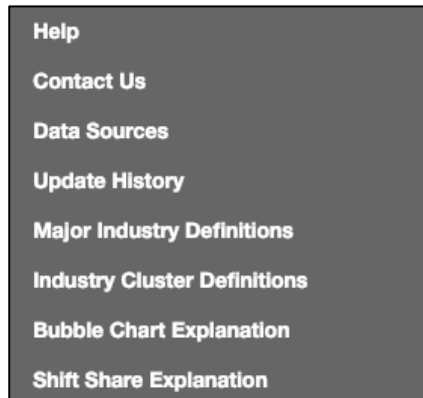 Help
Contact Us
Data Sources
Update History
Major Industry Definitions
Industry Cluster Definitions
Bubble Chart Explanation
Shift Share Explanation